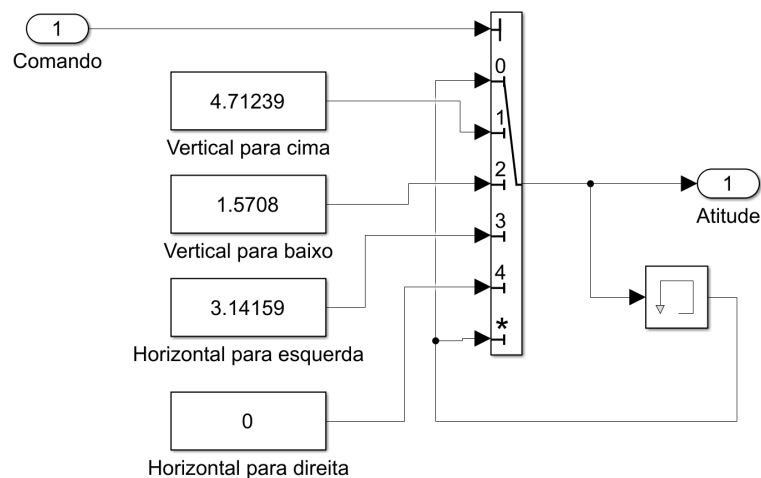 1
Comando
0
4.71239
1
Vertical para cima
2
1.5708
1
Atitude
Vertical para baixo
3
4
3.14159
*
Horizontal para esquerda
0
Horizontal para direita